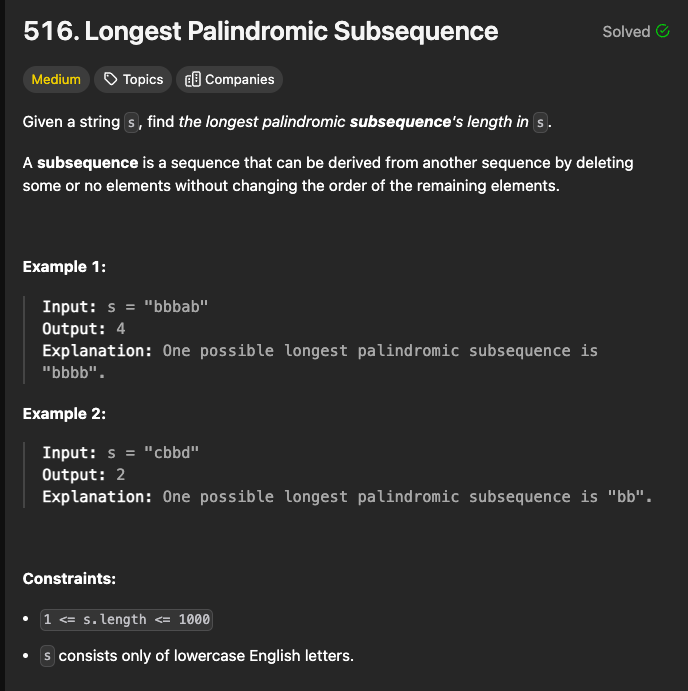 516. Longest Palindromic Subsequence
Solved
Medium
Topics
Companies
Given a string s, find the longest palindromic subsequence's length in s.
A subsequence is a sequence that can be derived from another sequence by deleting
some or no elements without changing the order of the remaining elements.
Example 1:
Input: s = "bbbab"
Output: 4
Explanation: One possible longest palindromic subsequence is
"bbbb".
Example 2:
Input: s = "cbbd"
Output: 2
Explanation: One possible longest palindromic subsequence is "bb".
Constraints:
• 1 <= s.length <= 1000
• s consists only of lowercase English letters.